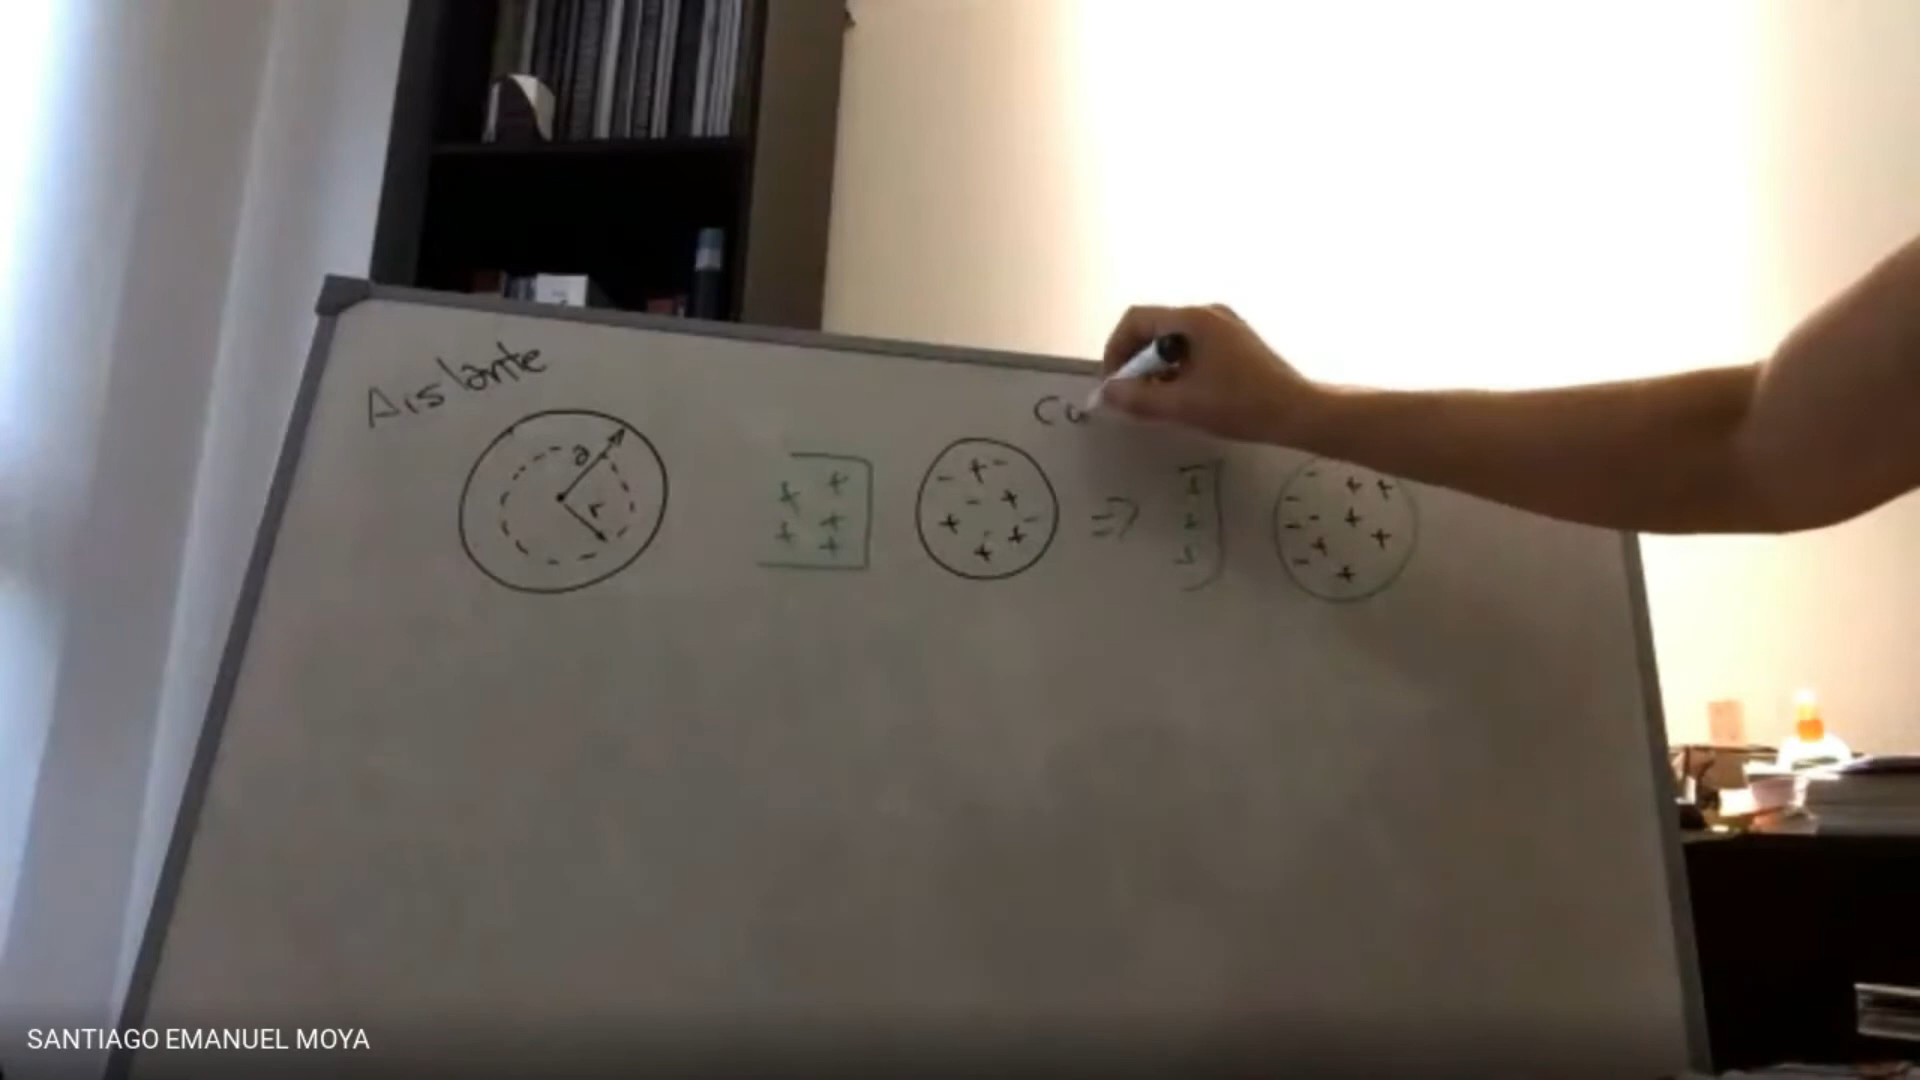 Aislante
a
r
+ +
+ +
+
- + -
- +
+ -
+ +
⇒
+
+
+
- + +
-
- - +
+ +
- +
SANTIAGO EMANUEL MOYA